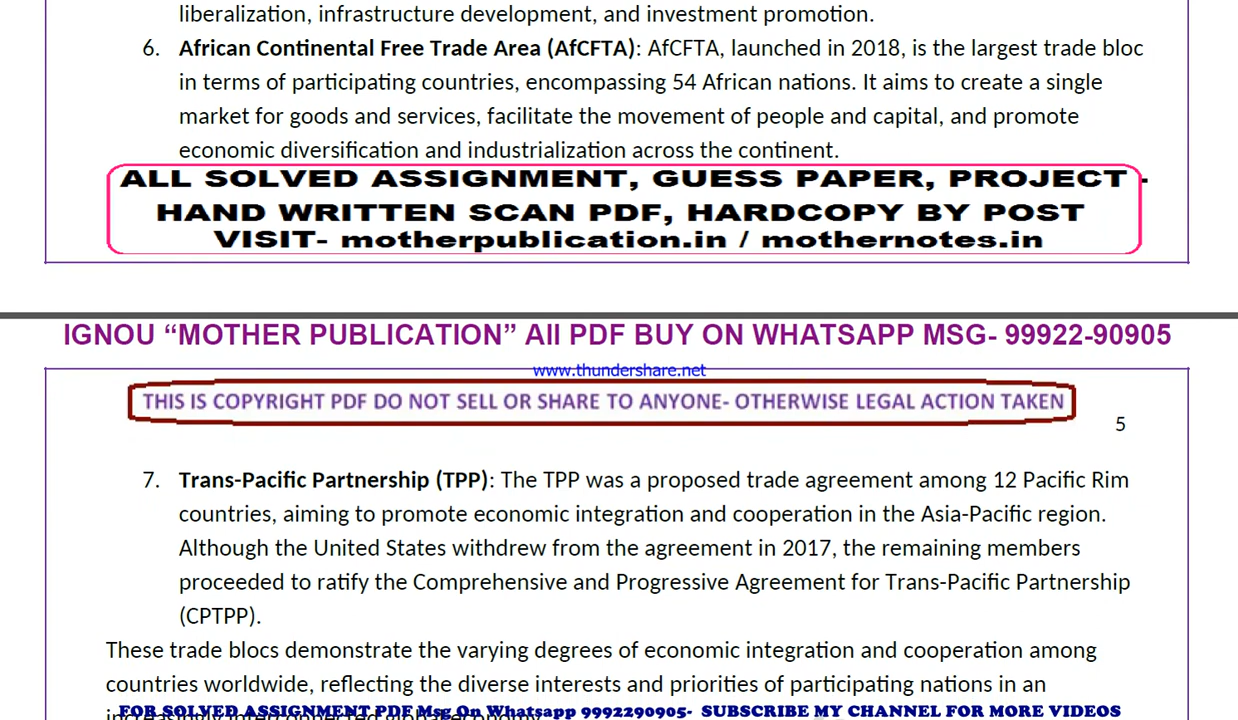 liberalization, infrastructure development, and investment promotion.
6. African Continental Free Trade Area (AfCFTA): AfCFTA, launched in 2018, is the largest trade bloc
in terms of participating countries, encompassing 54 African nations. It aims to create a single
market for goods and services, facilitate the movement of people and capital, and promote
economic diversification and industrialization across the continent.
ALL SOLVED ASSIGNMENT, GUESS PAPER, PROJECT -
HAND WRITTEN SCAN PDF, HARDCOPY BY POST
VISIT- motherpublication.in / mothernotes.in
IGNOU “MOTHER PUBLICATION” All PDF BUY ON WHATSAPP MSG- 99922-90905
www.thundershare.net
THIS IS COPYRIGHT PDF DO NOT SELL OR SHARE TO ANYONE- OTHERWISE LEGAL ACTION TAKEN
5
7. Trans-Pacific Partnership (TPP): The TPP was a proposed trade agreement among 12 Pacific Rim
countries, aiming to promote economic integration and cooperation in the Asia-Pacific region.
Although the United States withdrew from the agreement in 2017, the remaining members
proceeded to ratify the Comprehensive and Progressive Agreement for Trans-Pacific Partnership
(CPTPP).
These trade blocs demonstrate the varying degrees of economic integration and cooperation among
countries worldwide, reflecting the diverse interests and priorities of participating nations in an
FOR SOLVED ASSIGNMENT PDF Msg On Whatsapp 9992290905- SUBSCRIBE MY CHANNEL FOR MORE VIDEOS